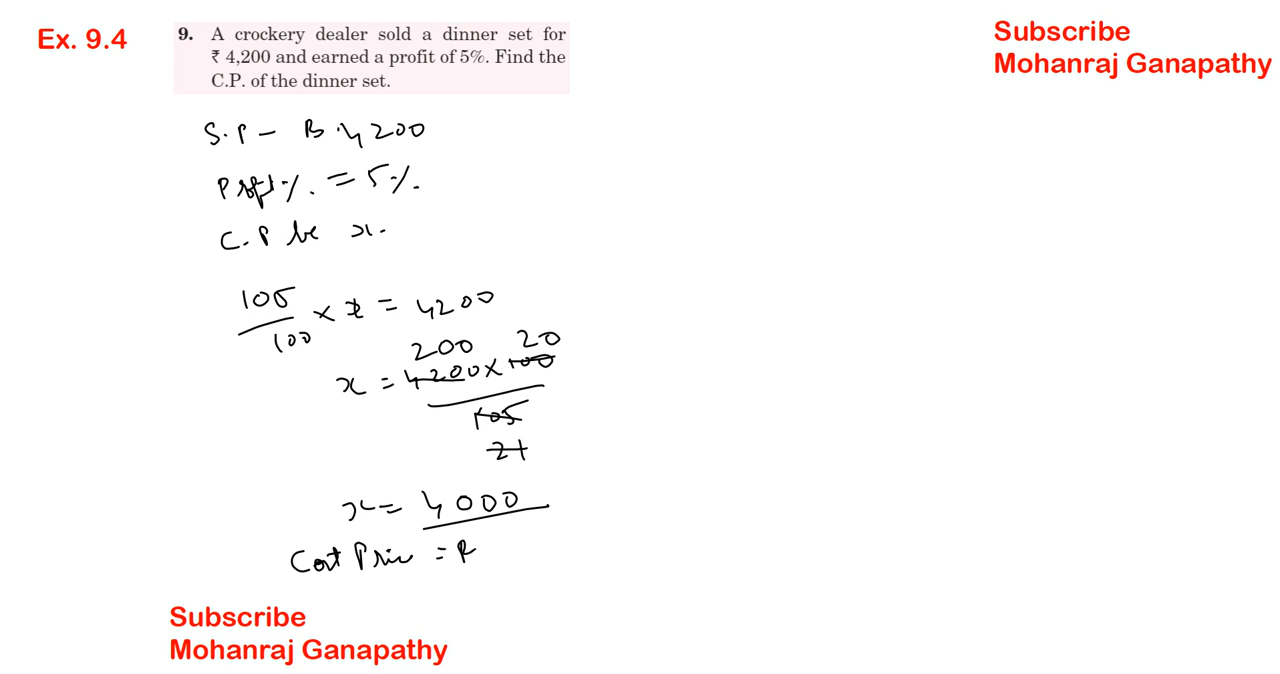 Ex. 9.4
9. A crockery dealer sold a dinner set for
₹ 4,200 and earned a profit of 5%. Find the
C.P. of the dinner set.
Subscribe
Mohanraj Ganapathy
S.P - Rs. 4200
Profit % = 5%.
C.P be x.
105/100 × x = 4200
200 20
x = 4200 × 100
105
21
x = 4000
Cost Price = R
Subscribe
Mohanraj Ganapathy